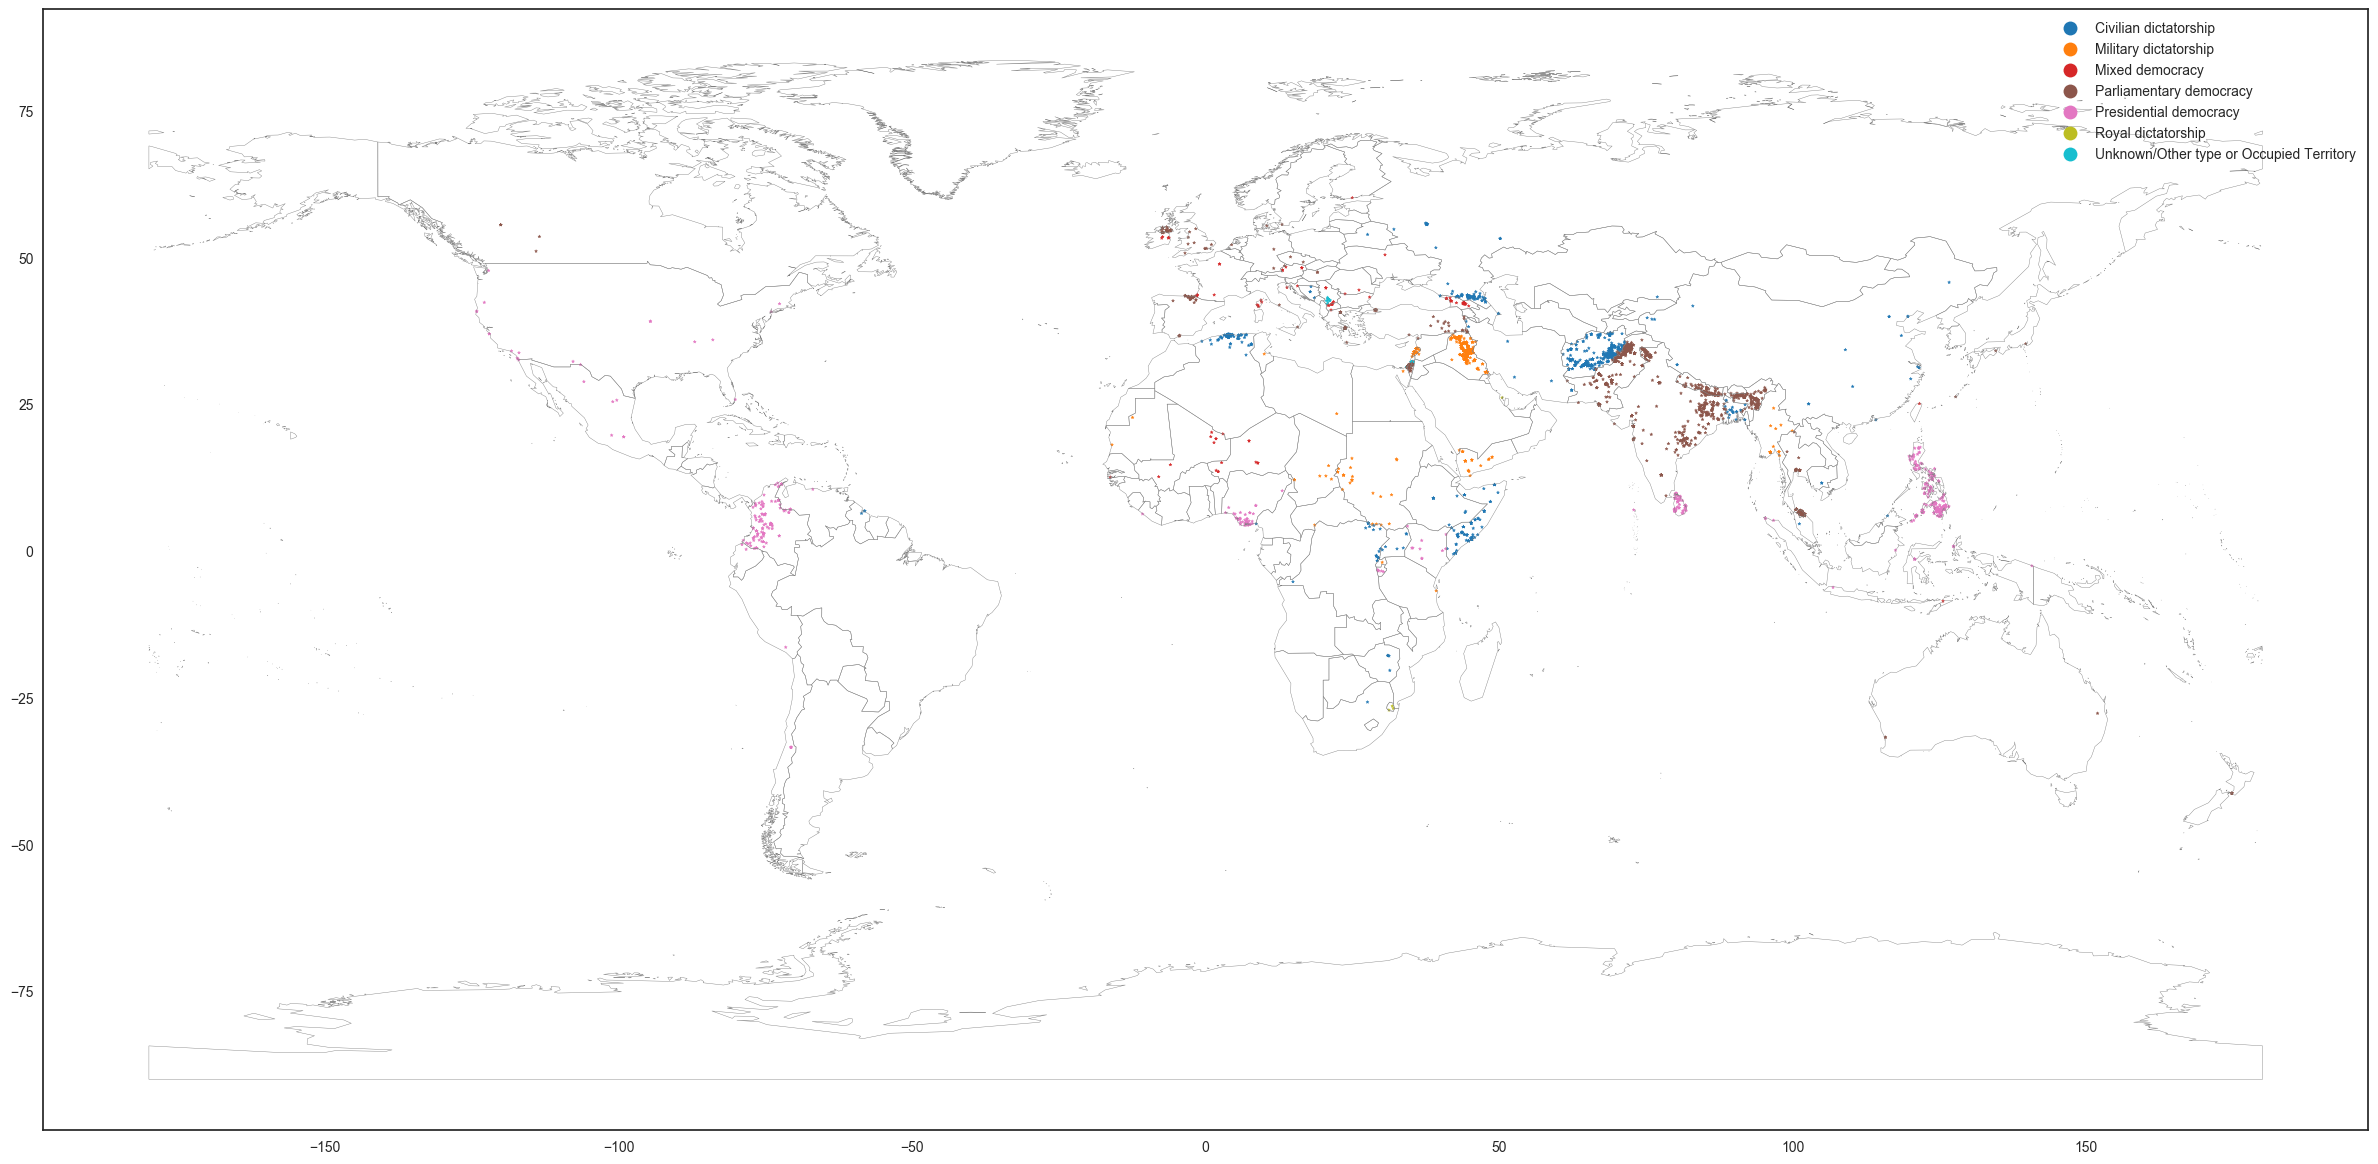 Civilian dictatorship
Military dictatorship
Mixed democracy
Parliamentary democracy
Presidential democracy
Royal dictatorship
Unknown/Other type or Occupied Territory
75
50
25
0
−25
−50
−75
−150
−100
−50
0
50
100
150